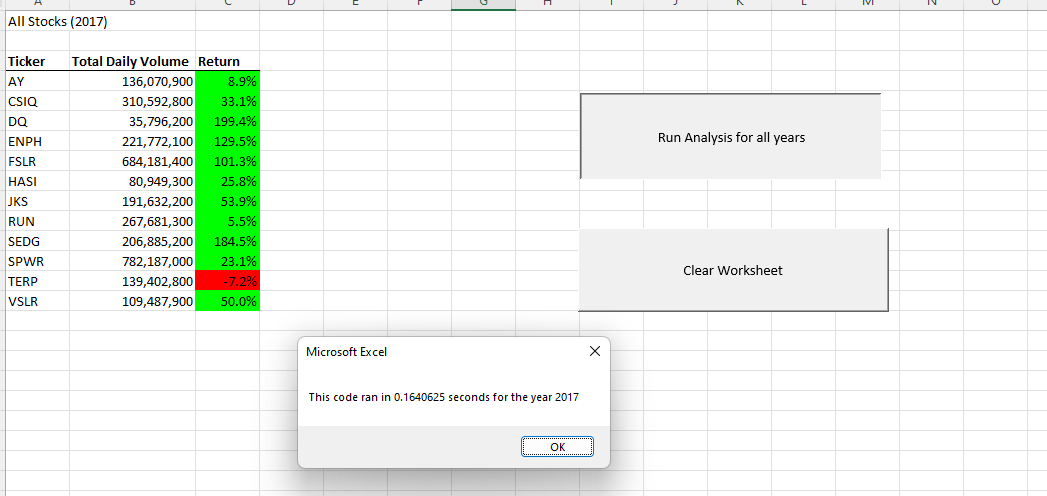 A B C D E F G H I J K L M N O
All Stocks (2017)
Ticker Total Daily Volume Return
AY 136,070,900 8.9%
CSIQ 310,592,800 33.1%
DQ 35,796,200 199.4%
ENPH 221,772,100 129.5%
FSLR 684,181,400 101.3%
HASI 80,949,300 25.8%
JKS 191,632,200 53.9%
RUN 267,681,300 5.5%
SEDG 206,885,200 184.5%
SPWR 782,187,000 23.1%
TERP 139,402,800 -7.2%
VSLR 109,487,900 50.0%
Run Analysis for all years
Clear Worksheet
Microsoft Excel
This code ran in 0.1640625 seconds for the year 2017
OK